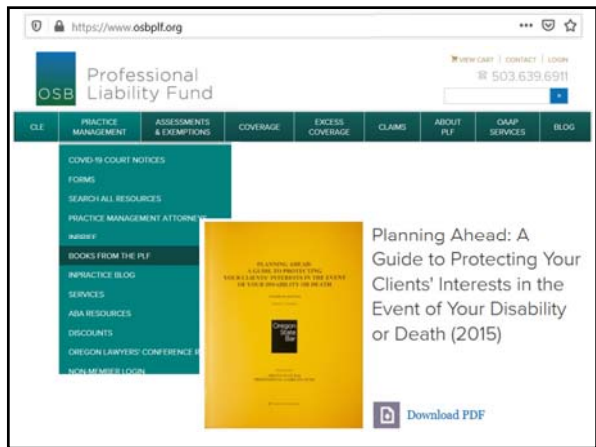 https://www.osbplf.org
VIEW CART | CONTACT | LOGIN
503.639.6911
OSB
Professional
Liability Fund
CLE
PRACTICE
MANAGEMENT
ASSESSMENTS
& EXEMPTIONS
COVERAGE
EXCESS
COVERAGE
CLAIMS
ABOUT
PLF
OAAP
SERVICES
BLOG
COVID-19 COURT NOTICES
FORMS
SEARCH ALL RESOURCES
PRACTICE MANAGEMENT ATTORNEYS
INBRIEF
BOOKS FROM THE PLF
INPRACTICE BLOG
SERVICES
ABA RESOURCES
DISCOUNTS
OREGON LAWYERS' CONFERENCE R
NON-MEMBER LOGIN
PLANNING AHEAD:
A GUIDE TO PROTECTING
YOUR CLIENTS' INTERESTS IN THE EVENT
OF YOUR DISABILITY OR DEATH
Oregon
State
Bar
Planning Ahead: A
Guide to Protecting Your
Clients' Interests in the
Event of Your Disability
or Death (2015)
Download PDF